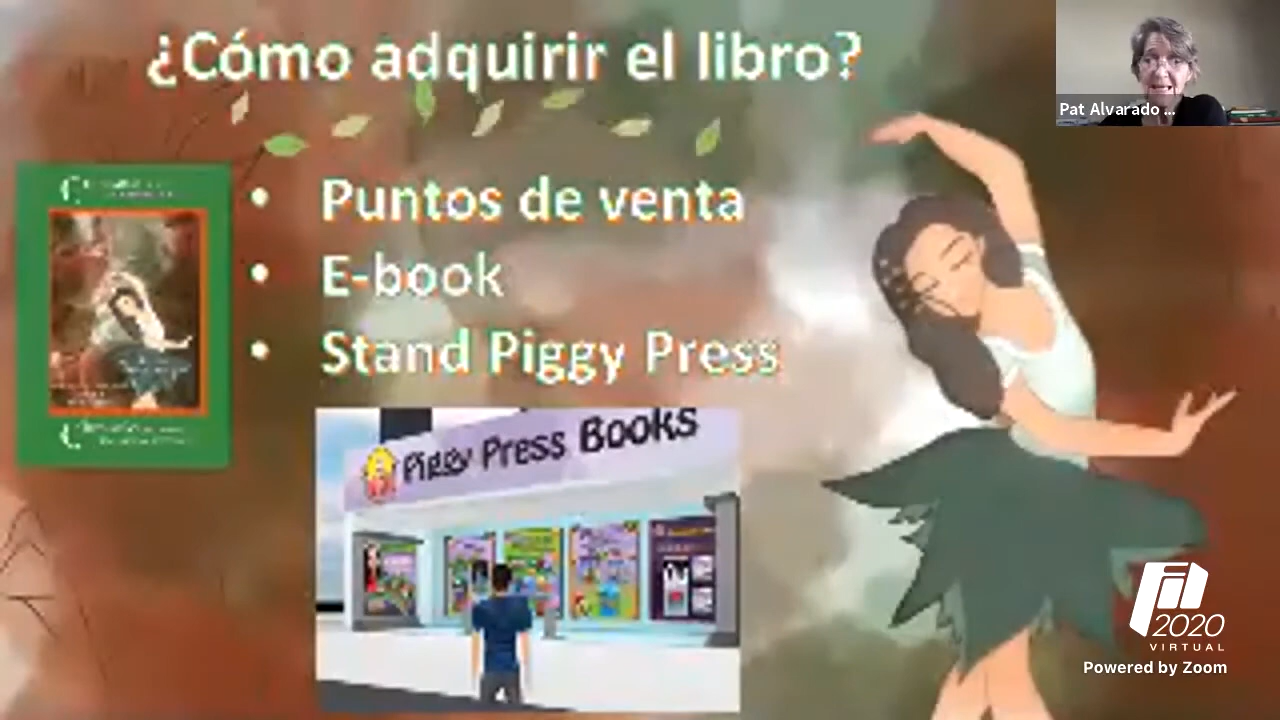 ¿Cómo adquirir el libro?
Pat Alvarado ...
• Puntos de venta
• E-book
• Stand Piggy Press
Piggy Press Books
2020
VIRTUAL
Powered by Zoom